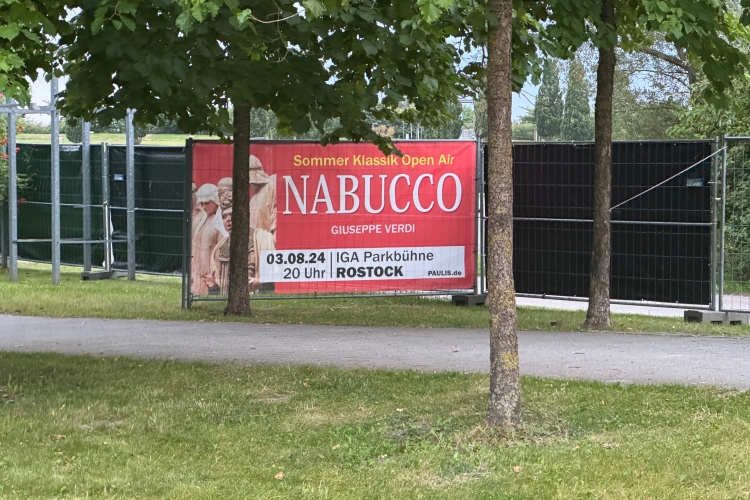 Sommer Klassik Open Air
NABUCCO
GIUSEPPE VERDI
03.08.24 IGA Parkbühne
20 Uhr ROSTOCK PAULIS.de